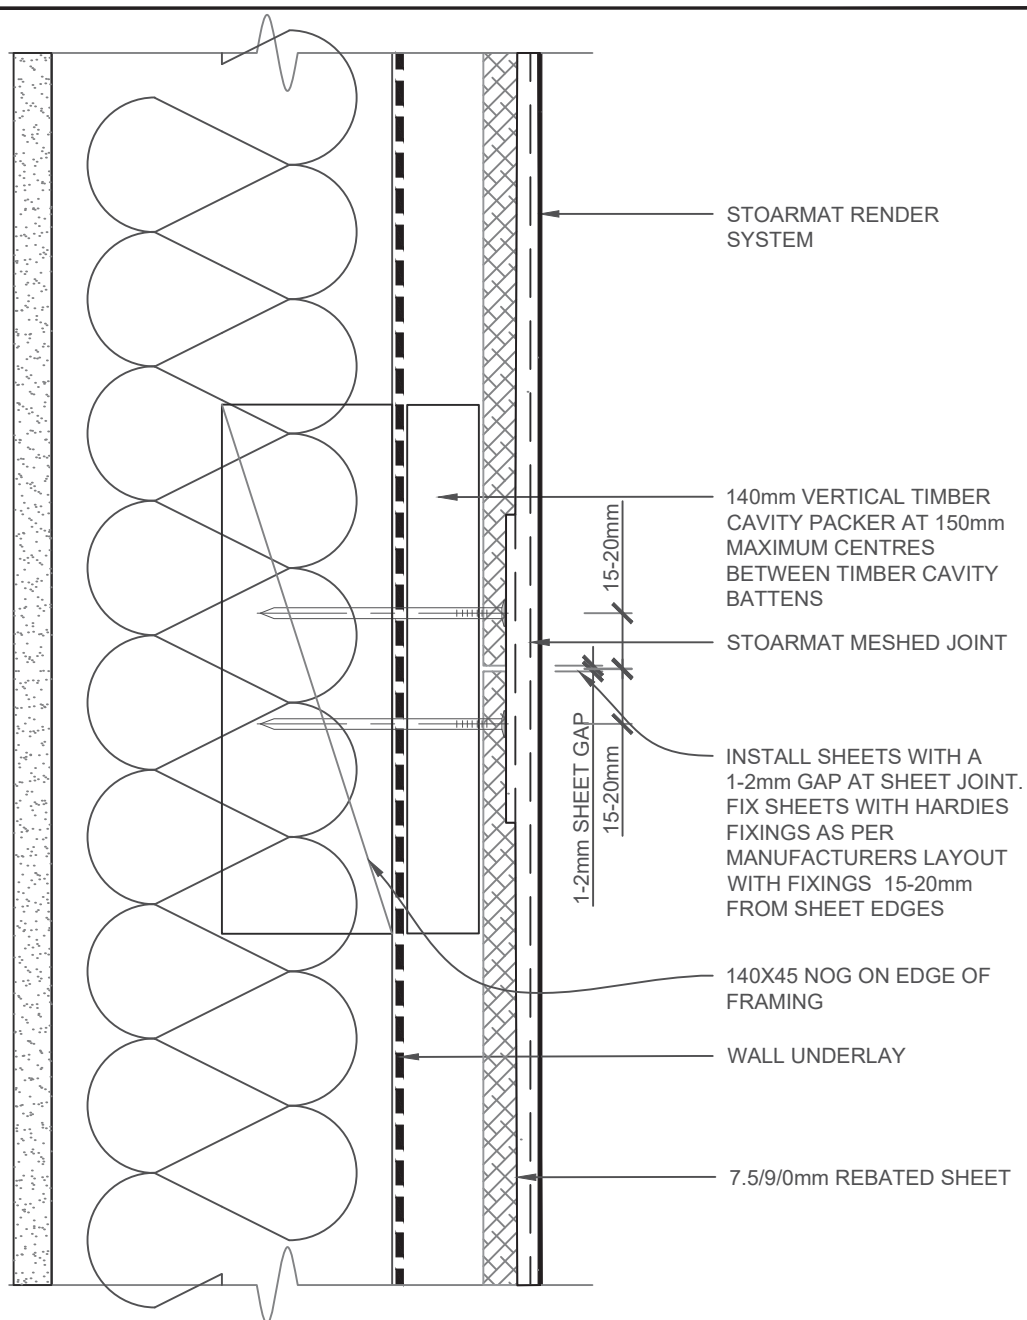 STOARMAT RENDER
SYSTEM
140mm VERTICAL TIMBER
CAVITY PACKER AT 150mm
MAXIMUM CENTRES
BETWEEN TIMBER CAVITY
BATTENS
15-20mm
STOARMAT MESHED JOINT
1-2mm SHEET GAP
15-20mm
INSTALL SHEETS WITH A
1-2mm GAP AT SHEET JOINT.
FIX SHEETS WITH HARDIES
FIXINGS AS PER
MANUFACTURERS LAYOUT
WITH FIXINGS 15-20mm
FROM SHEET EDGES
140X45 NOG ON EDGE OF
FRAMING
WALL UNDERLAY
7.5/9/0mm REBATED SHEET